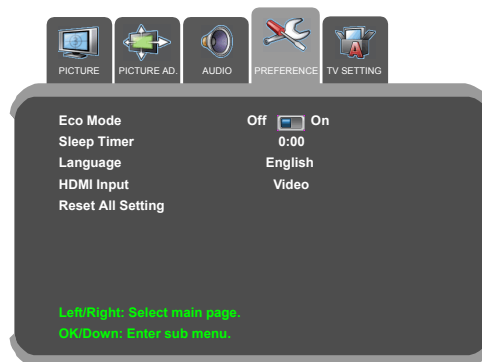 PICTURE PICTURE AD. AUDIO PREFERENCE TV SETTING
Eco Mode Off On
Sleep Timer 0:00
Language English
HDMI Input Video
Reset All Setting
Left/Right: Select main page.
OK/Down: Enter sub menu.